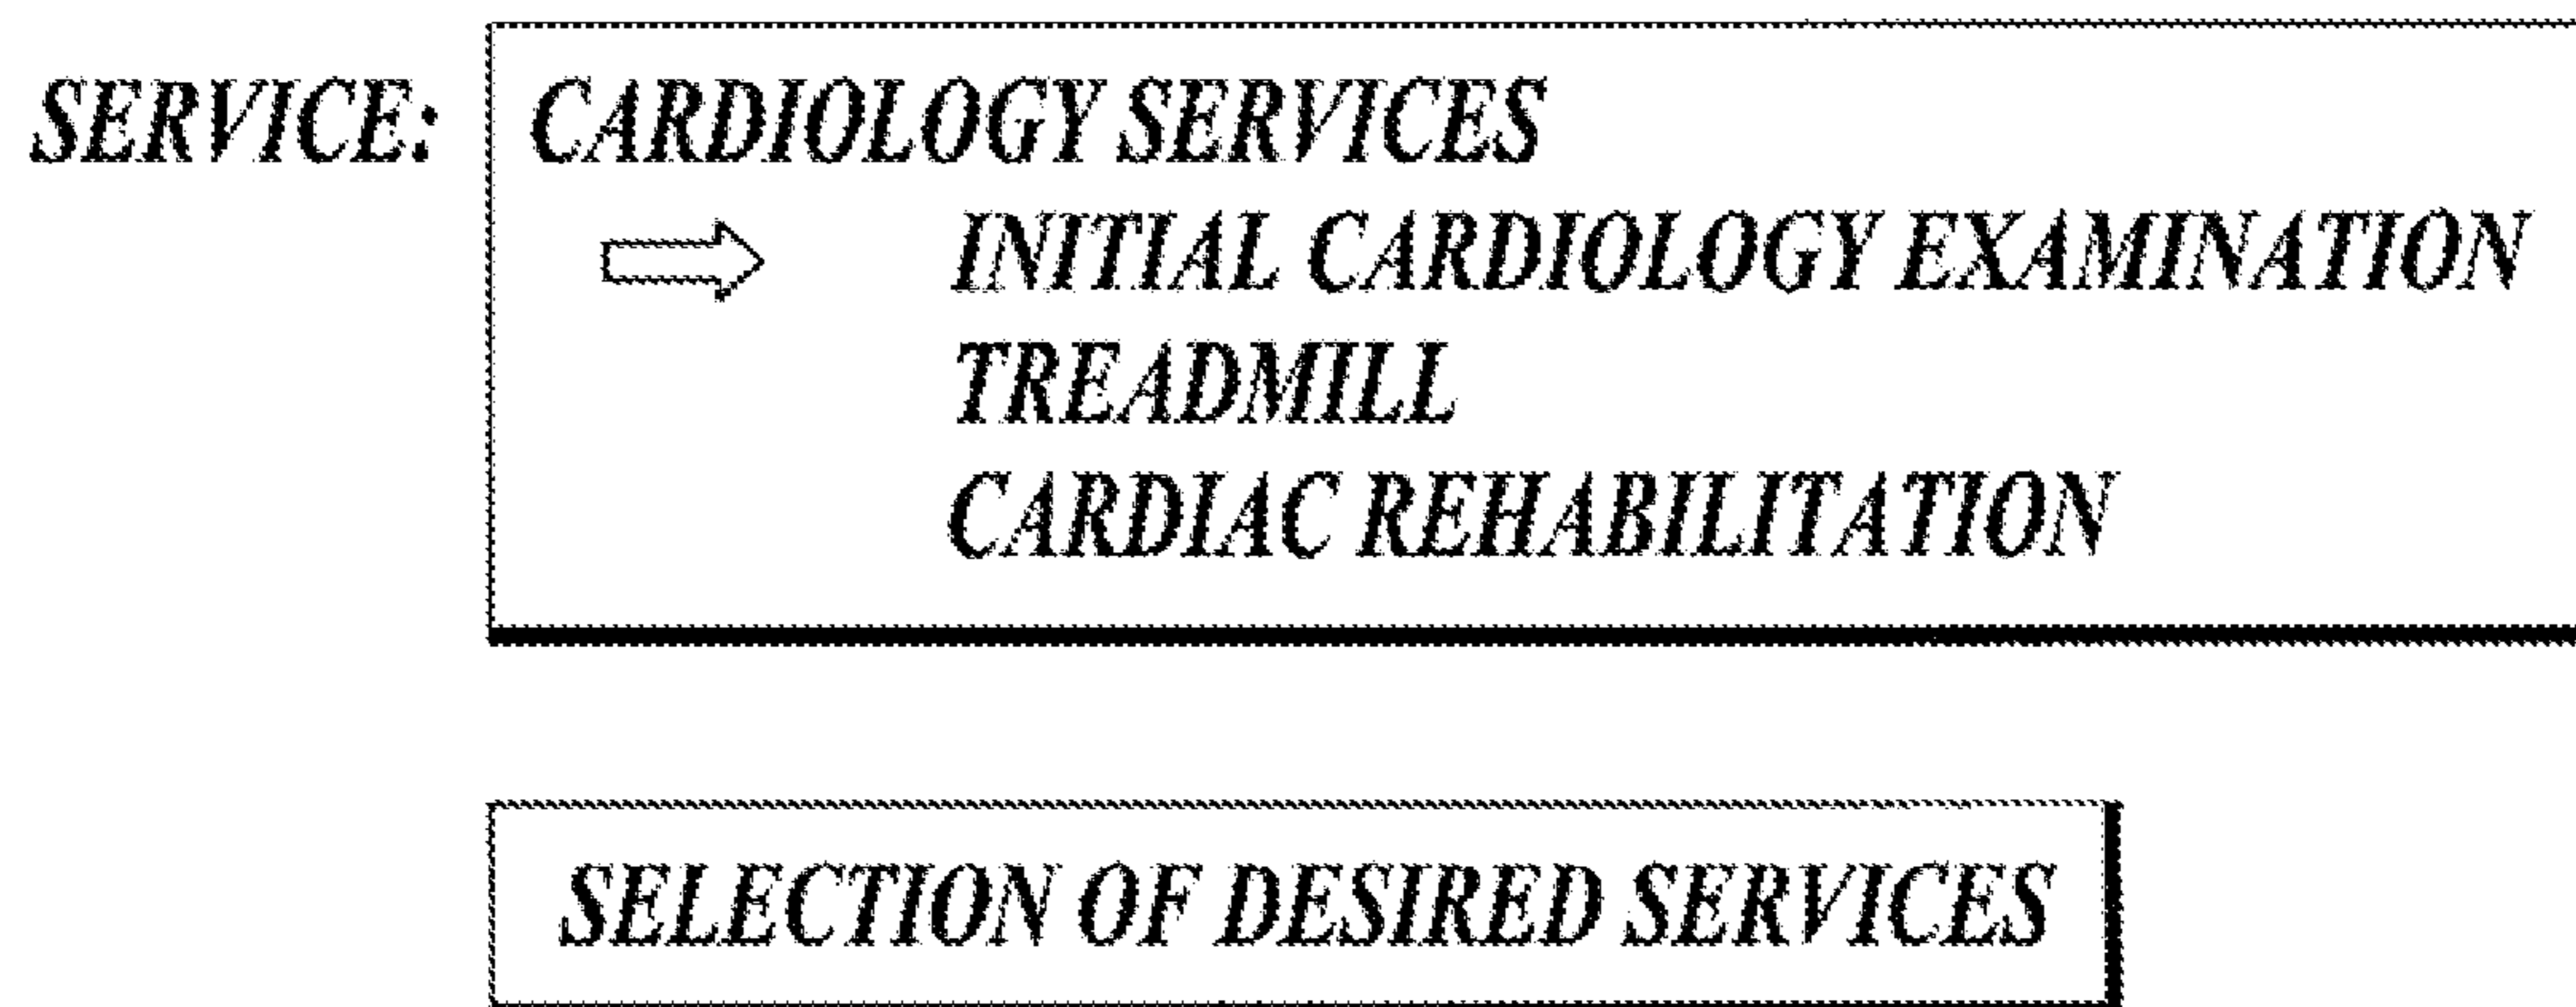 SERVICE: CARDIOLOGY SERVICES
INITIAL CARDIOLOGY EXAMINATION
TREADMILL
CARDIAC REHABILITATION
SELECTION OF DESIRED SERVICES